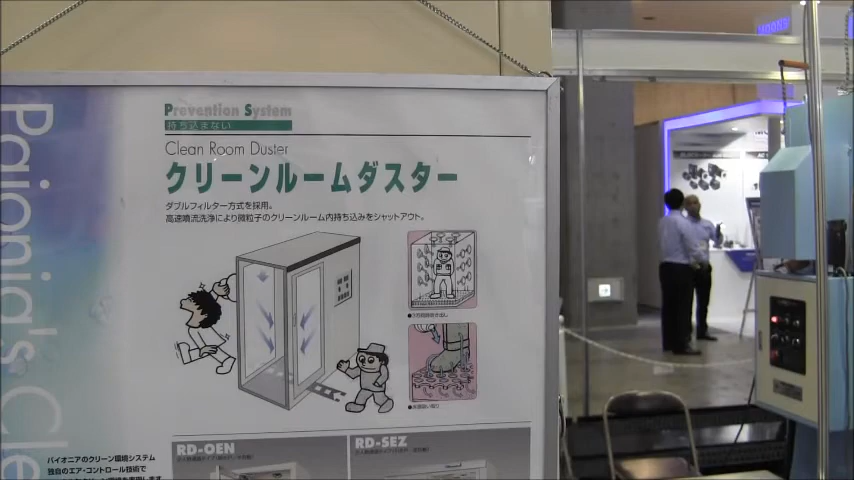 Prevention System
持ち込まない
Clean Room Duster
クリーンルームダスター
ダブルフィルター方式を採用。
高速噴流洗浄により微粒子のクリーンルーム内持ち込みをシャットアウト。
Paionia's Cle
パイオニアのクリーン環境システム
独自のエア・コントロール技術で
RD-OEN
RD-SEZ